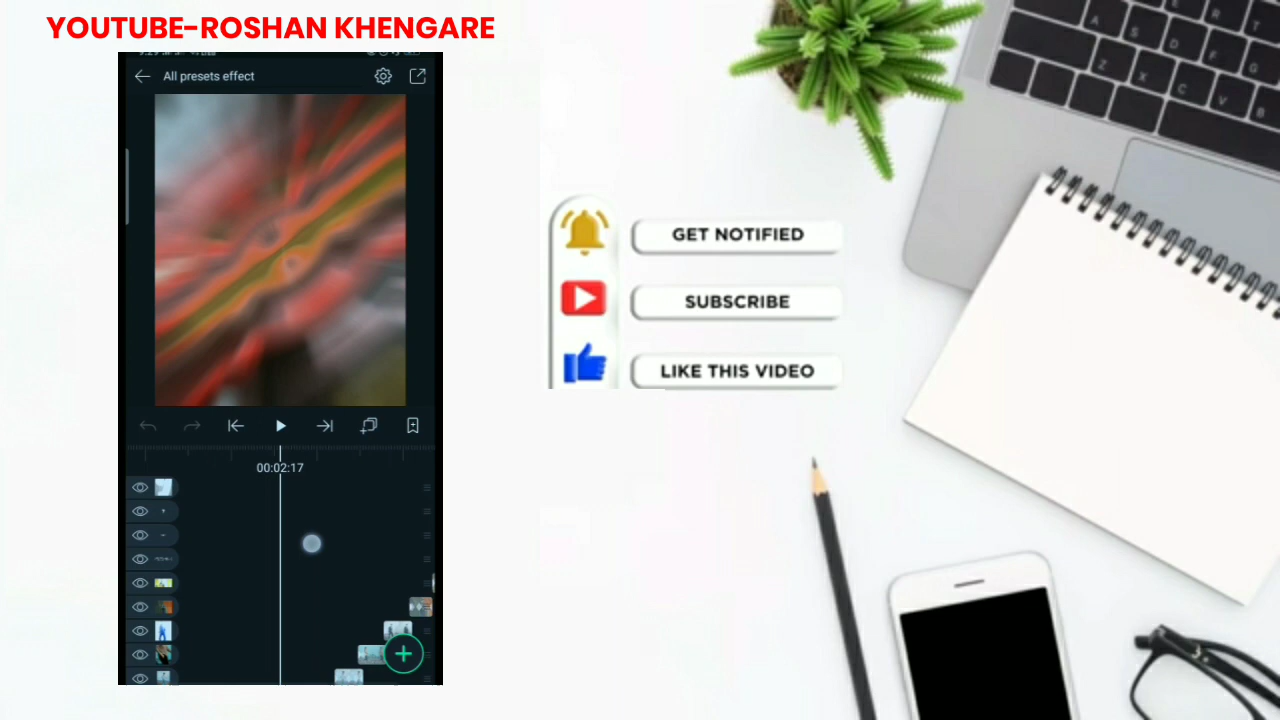 YOUTUBE-ROSHAN KHENGARE
All presets effect
GET NOTIFIED
SUBSCRIBE
LIKE THIS VIDEO
00:02:17